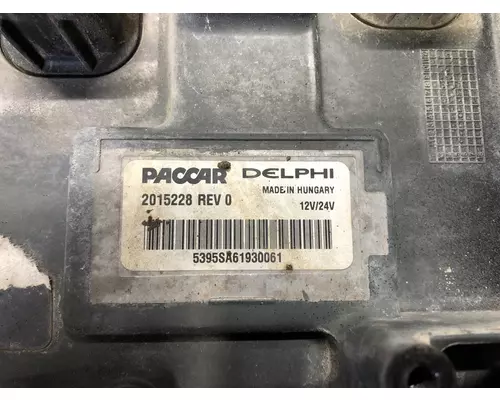 PACCAR DELPHI
MADE IN HUNGARY
2015228 REV 0
12V/24V
5395SA61930061